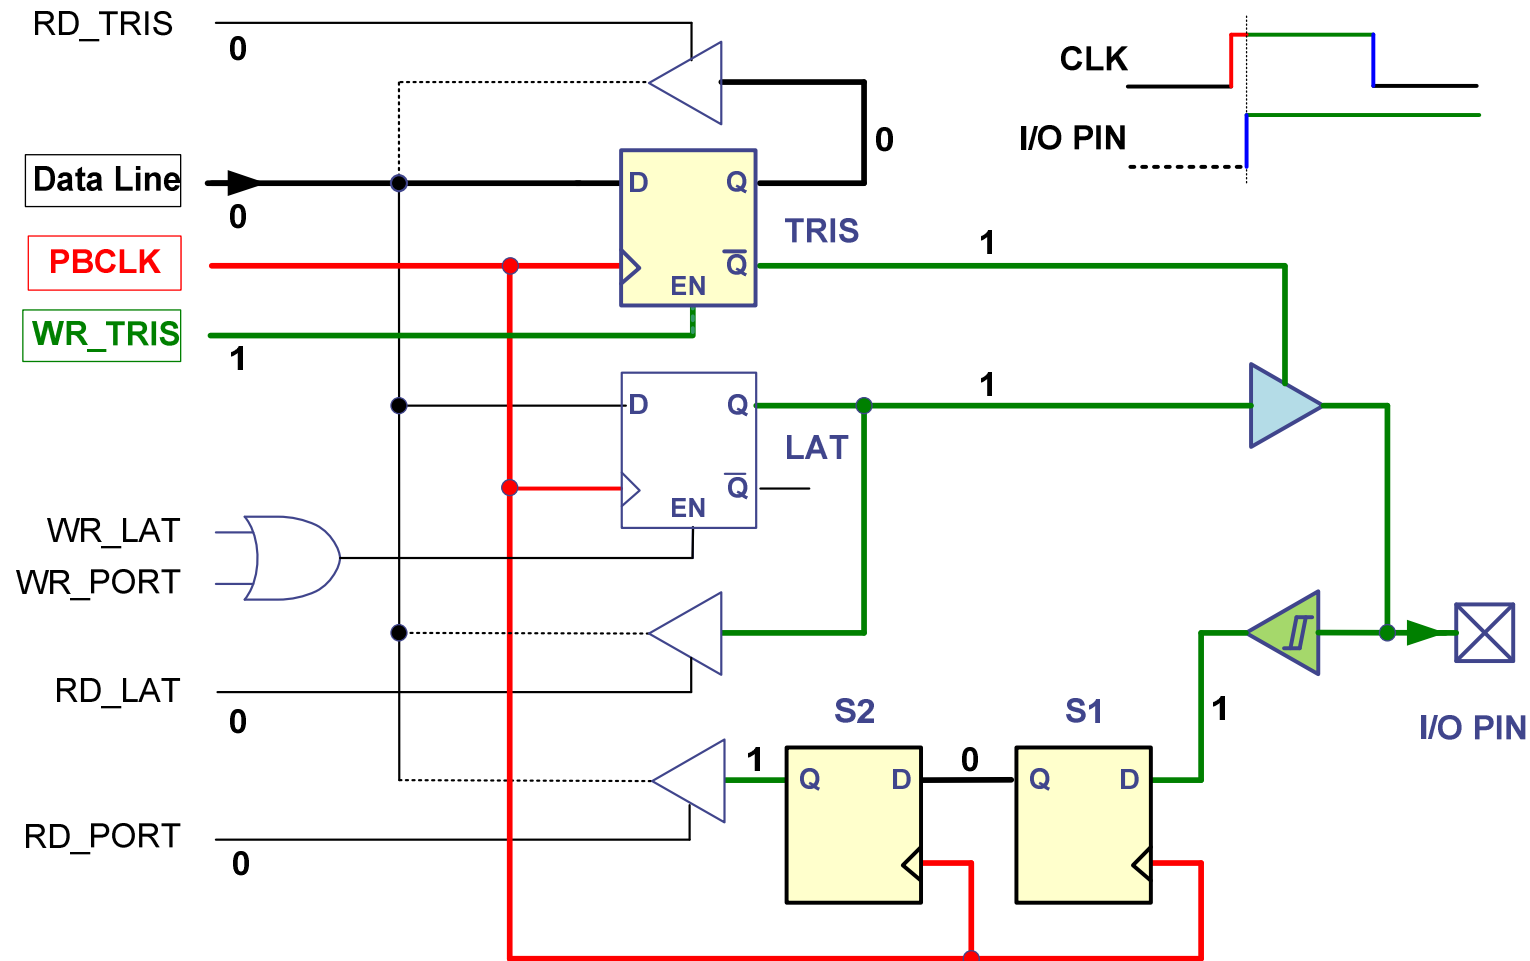 RD_TRIS
0
CLK
I/O PIN
0
Data Line
0
D Q
TRIS
PBCLK
Q
EN
1
WR_TRIS
1
D Q
1
LAT
Q
EN
WR_LAT
WR_PORT
RD_LAT
0
S2
S1
1
I/O PIN
1
0
Q D
Q D
RD_PORT
0